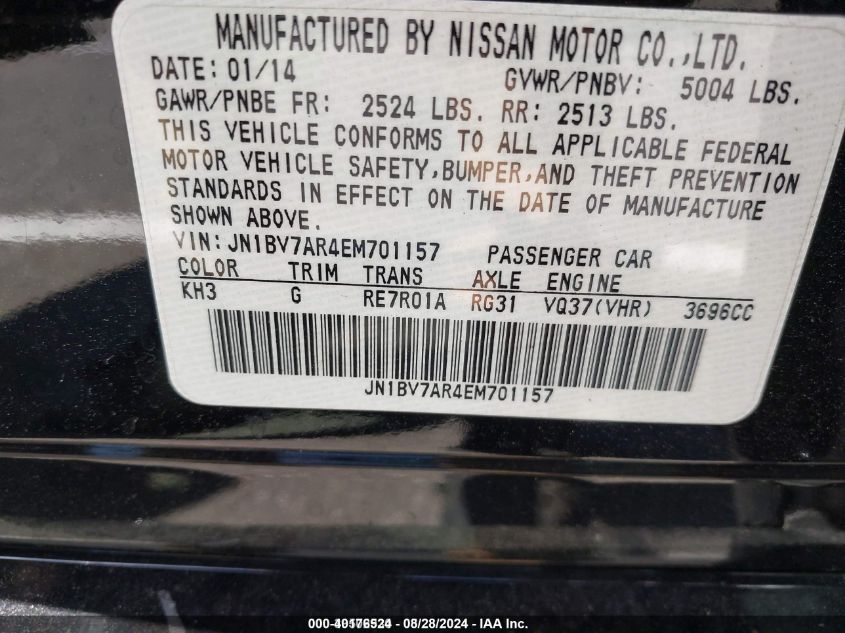 MANUFACTURED BY NISSAN MOTOR CO.,LTD.
DATE: 01/14 GVWR/PNBV: 5004 LBS.
GAWR/PNBE FR: 2524 LBS. RR: 2513 LBS.
THIS VEHICLE CONFORMS TO ALL APPLICABLE FEDERAL
MOTOR VEHICLE SAFETY,BUMPER,AND THEFT PREVENTION
STANDARDS IN EFFECT ON THE DATE OF MANUFACTURE
SHOWN ABOVE.
VIN:JN1BV7AR4EM701157 PASSENGER CAR
COLOR TRIM TRANS AXLE ENGINE
KH3 G RE7R01A RG31 VQ37(VHR) 3696CC
JN1BV7AR4EM701157
- 08/28/2024 - IAA Inc.